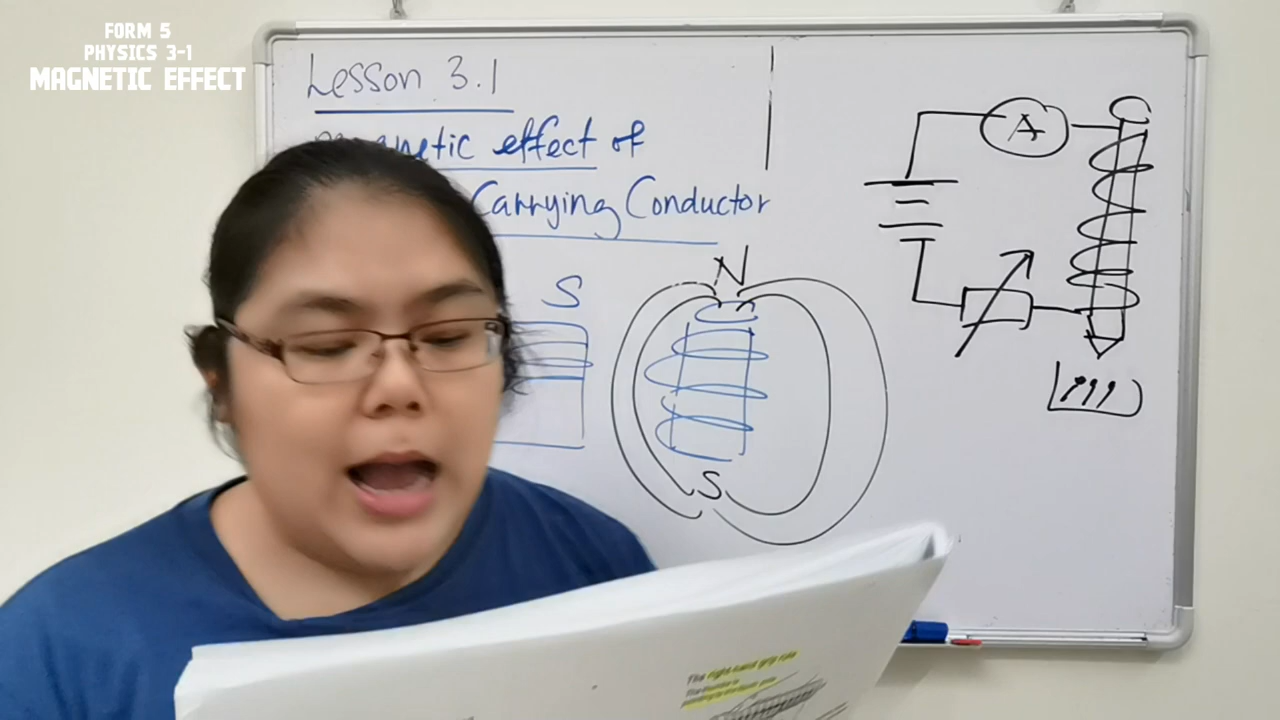 FORM 5
PHYSICS 3-1
MAGNETIC EFFECT
Lesson 3.1
effect of
Carrying Conductor
S
N
S
A
The right-hand grip rule